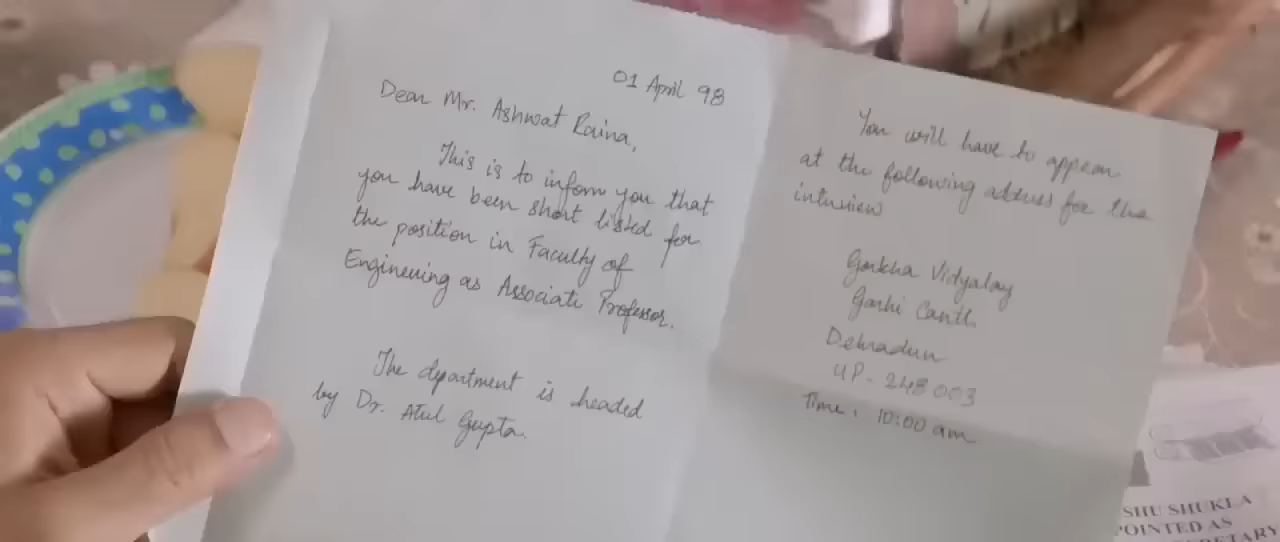 01 April 98
Dear Mr. Ashwat Raina,
This is to inform you that
you have been short listed for
the position in Faculty of
Engineering as Associate Professor.
The department is headed
by Dr. Atul Gupta.
You will have to appear
at the following address for the
interview
Gorkha Vidyalay
Garhi Cantt.
Dehradun
UP - 248 003
Time : 10:00 am
SHU SHUKLA
POINTED AS
CRETARY